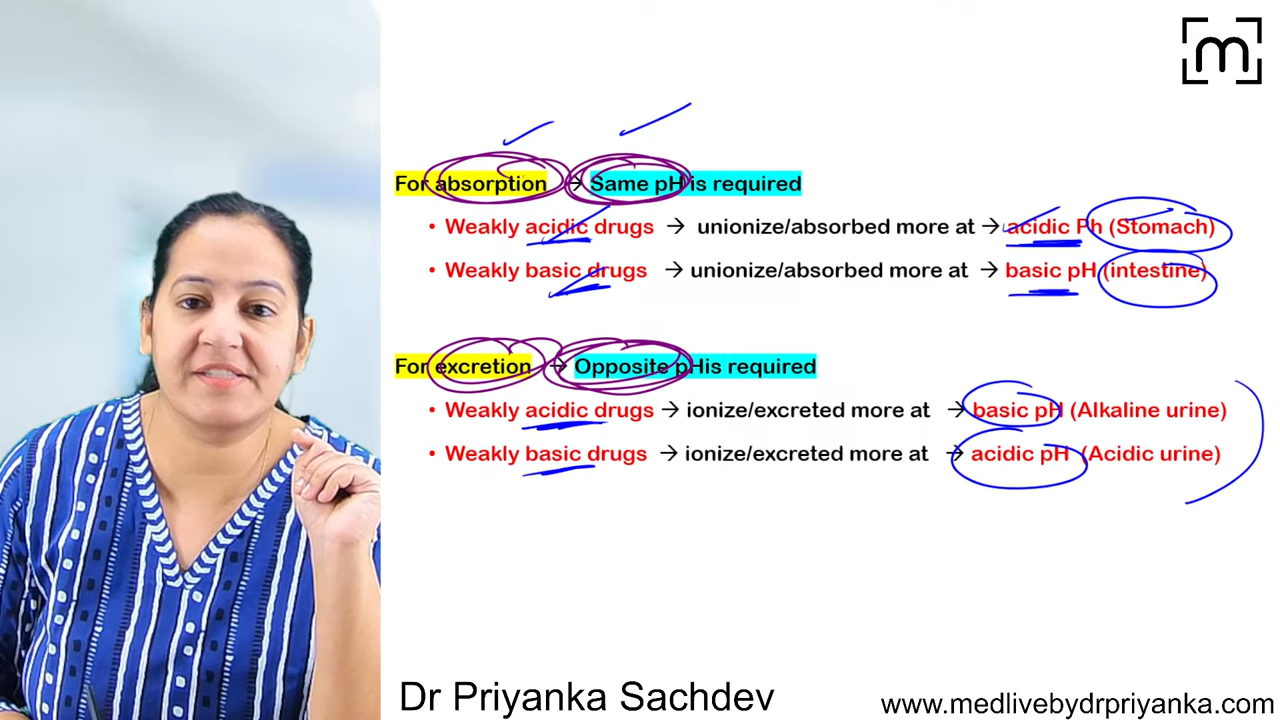 m
For absorption → Same pH is required
• Weakly acidic drugs → unionize/absorbed more at → acidic Ph (Stomach)
• Weakly basic drugs → unionize/absorbed more at → basic pH (intestine)
For excretion → Opposite pHis required
• Weakly acidic drugs → ionize/excreted more at → basic pH (Alkaline urine)
• Weakly basic drugs → ionize/excreted more at → acidic pH (Acidic urine)
Dr Priyanka Sachdev
www.medlivebydrpriyanka.com